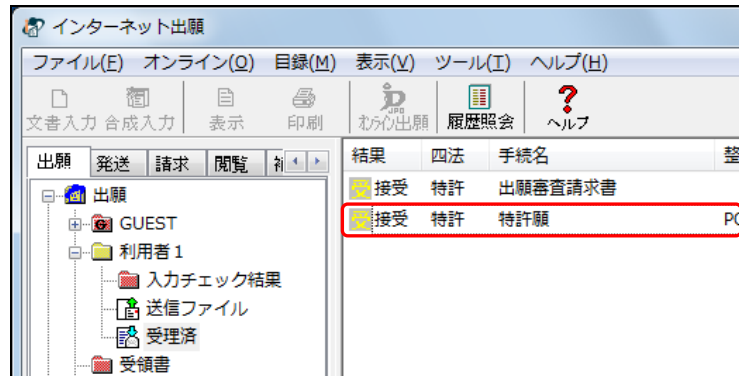 インターネット出願
ファイル(F) オンライン(O) 目録(M) 表示(V) ツール(T) ヘルプ(H)
文書入力 合成入力 表示 印刷 オンライン出願 履歴照会 ヘルプ
出願 発送 請求 閲覧
結果 四法 手続名 整
出願
受 接受 特許 出願審査請求書
GUEST
受 接受 特許 特許願 PC
利用者1
入力チェック結果
送信ファイル
受理済
受領書